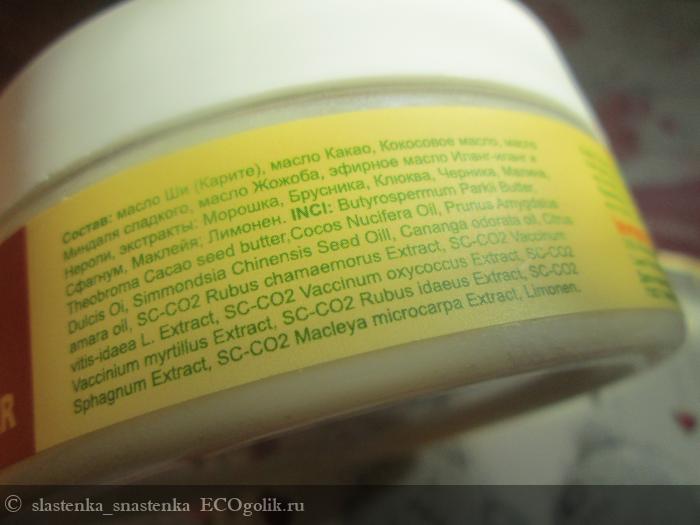 Состав: масло Ши (Карите), масло Какао, Кокосовое масло, масло
Миндаля сладкого, масло Жожоба, эфирное масло Иланг-иланг и
Нероли, экстракты: Морошка, Брусника, Клюква, Черника, Малина,
Сфагнум, Маклейя; Лимонен. INCI: Butyrospermum Parkii Butter,
Theobroma Cacao seed butter,Cocos Nucifera Oil, Prunus Amygdalus
Dulcis Oi, Simmondsia Chinensis Seed Oill, Cananga odorata oil, Citrus
amara oil, SC-CO2 Rubus chamaemorus Extract, SC-CO2 Vaccinum
vitis-idaea L. Extract, SC-CO2 Vaccinum oxycoccus Extract, SC-CO2
Vaccinium myrtillus Extract, SC-CO2 Rubus idaeus Extract, SC-CO2
Sphagnum Extract, SC-CO2 Macleya microcarpa Extract, Limonen.
R
© slastenka_snastenka ECOgolik.ru